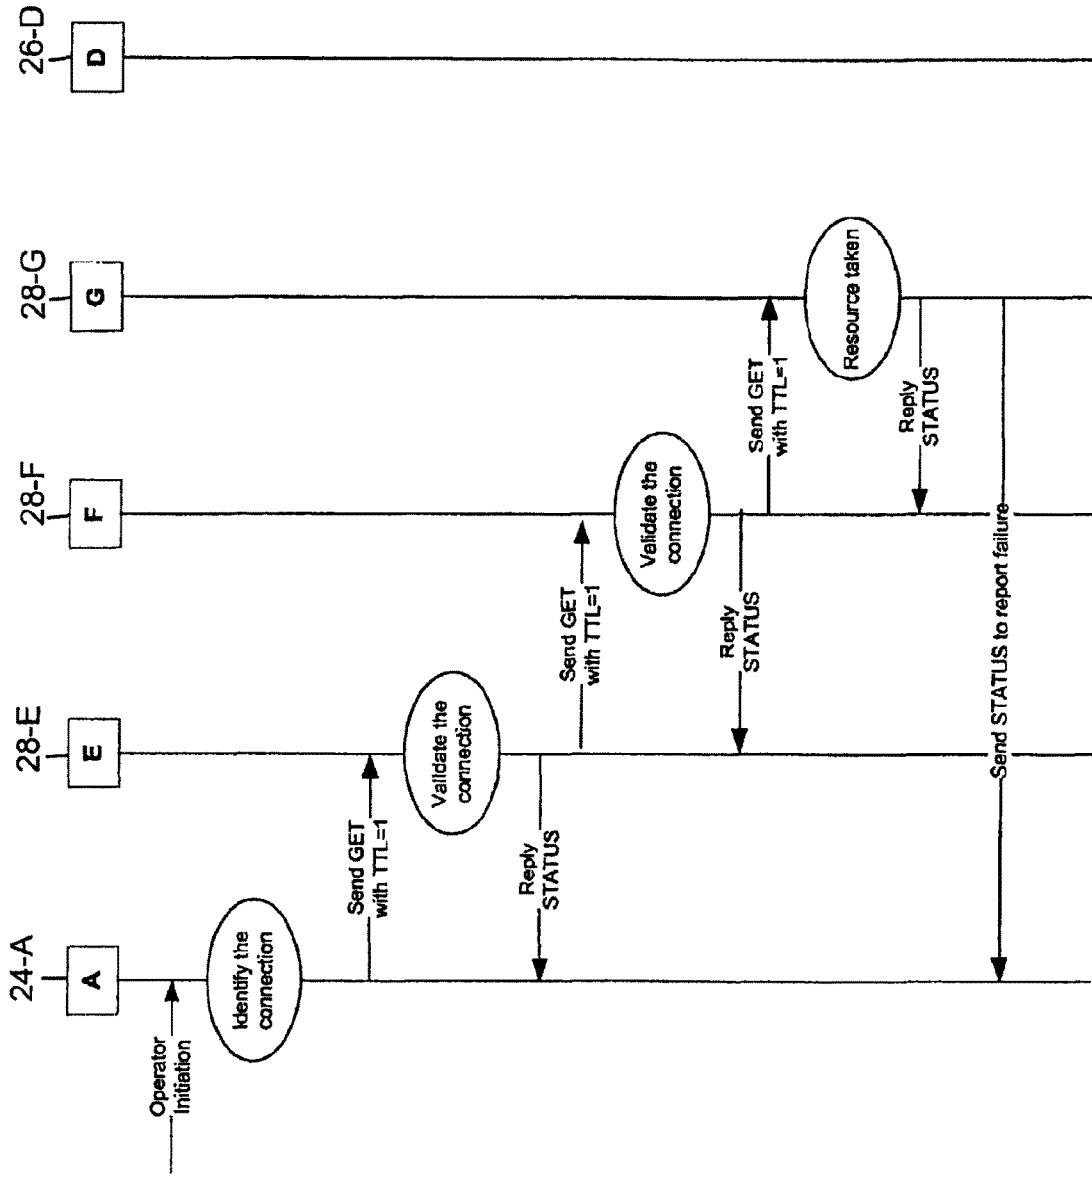 24-A
28-E
28-F
28-G
26-D
A
E
F
G
D
Operator
Initiation
Identify the
connection
Send GET
with TTL=1
Validate the
connection
Reply
STATUS
Send GET
with TTL=1
Validate the
connection
Reply
STATUS
Send GET
with TTL=1
Resource taken
Reply
STATUS
Send STATUS to report failure